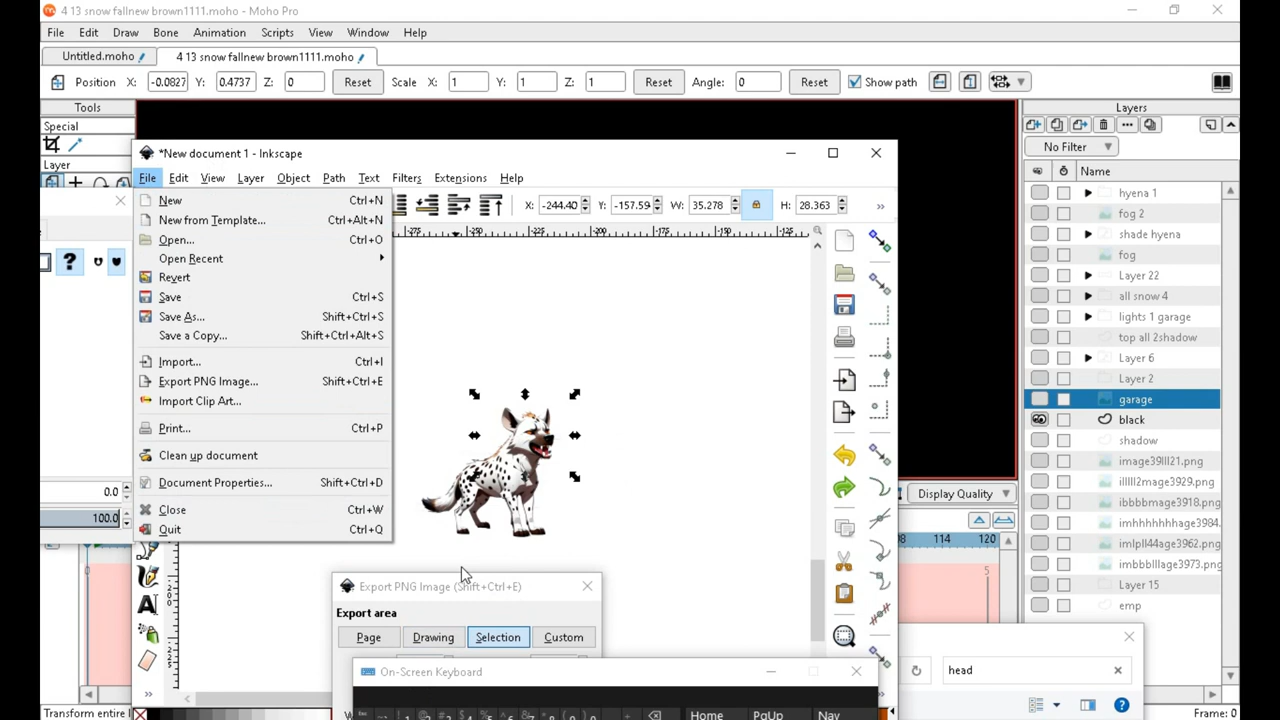 4 13 snow fallnew brown1111.moho - Moho Pro
File Edit Draw Bone Animation Scripts View Window Help
Untitled.moho 4 13 snow fallnew brown1111.moho
Position X: -0.0827 Y: 0.4737 Z: 0 Reset Scale X: 1 Y: 1 Z: 1 Reset Angle: 0 Reset Show path
Tools
Special
Layer
*New document 1 - Inkscape
File Edit View Layer Object Path Text Filters Extensions Help
X: -244.40 Y: -157.59 W: 35.278 H: 28.363
New Ctrl+N
New from Template... Ctrl+Alt+N
Open... Ctrl+O
Open Recent
Revert
Save Ctrl+S
Save As... Shift+Ctrl+S
Save a Copy... Shift+Ctrl+Alt+S
Import... Ctrl+I
Export PNG Image... Shift+Ctrl+E
Import Clip Art...
Print... Ctrl+P
Clean up document
Document Properties... Shift+Ctrl+D
Close Ctrl+W
Quit Ctrl+Q
-275 -250 -225 -200 -175 -150 -125
0.0
100.0
Export PNG Image (Shift+Ctrl+E)
Export area
Page Drawing Selection Custom
On-Screen Keyboard
Home PgUp Nav
Layers
No Filter
Name
hyena 1
fog 2
shade hyena
fog
Layer 22
all snow 4
lights 1 garage
top all 2shadow
Layer 6
Layer 2
garage
black
shadow
image39lll21.png
illlll2mage3929.png
ibbbbmage3918.png
imhhhhhhage3984
imlpll44age3962.png
imbbblllage3973.png
Layer 15
emp
Display Quality
114 120
5
head
Transform entire l
Frame: 0